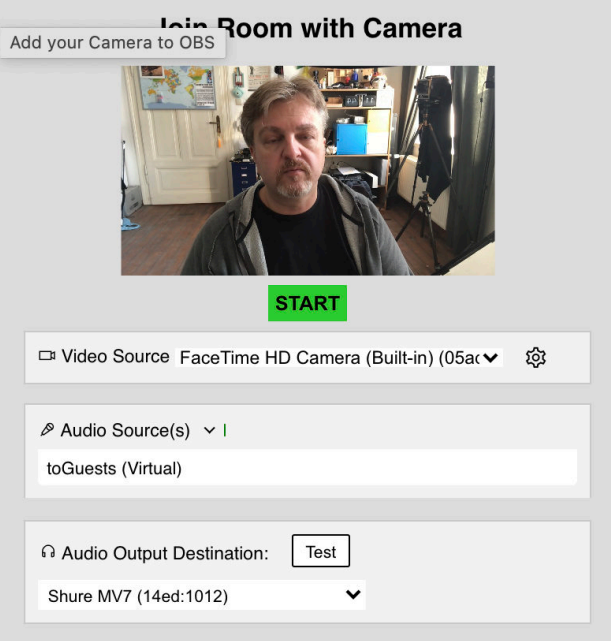 Join Room with Camera
Add your Camera to OBS
START
Video Source FaceTime HD Camera (Built-in) (05ac
Audio Source(s)
toGuests (Virtual)
Audio Output Destination: Test
Shure MV7 (14ed:1012)